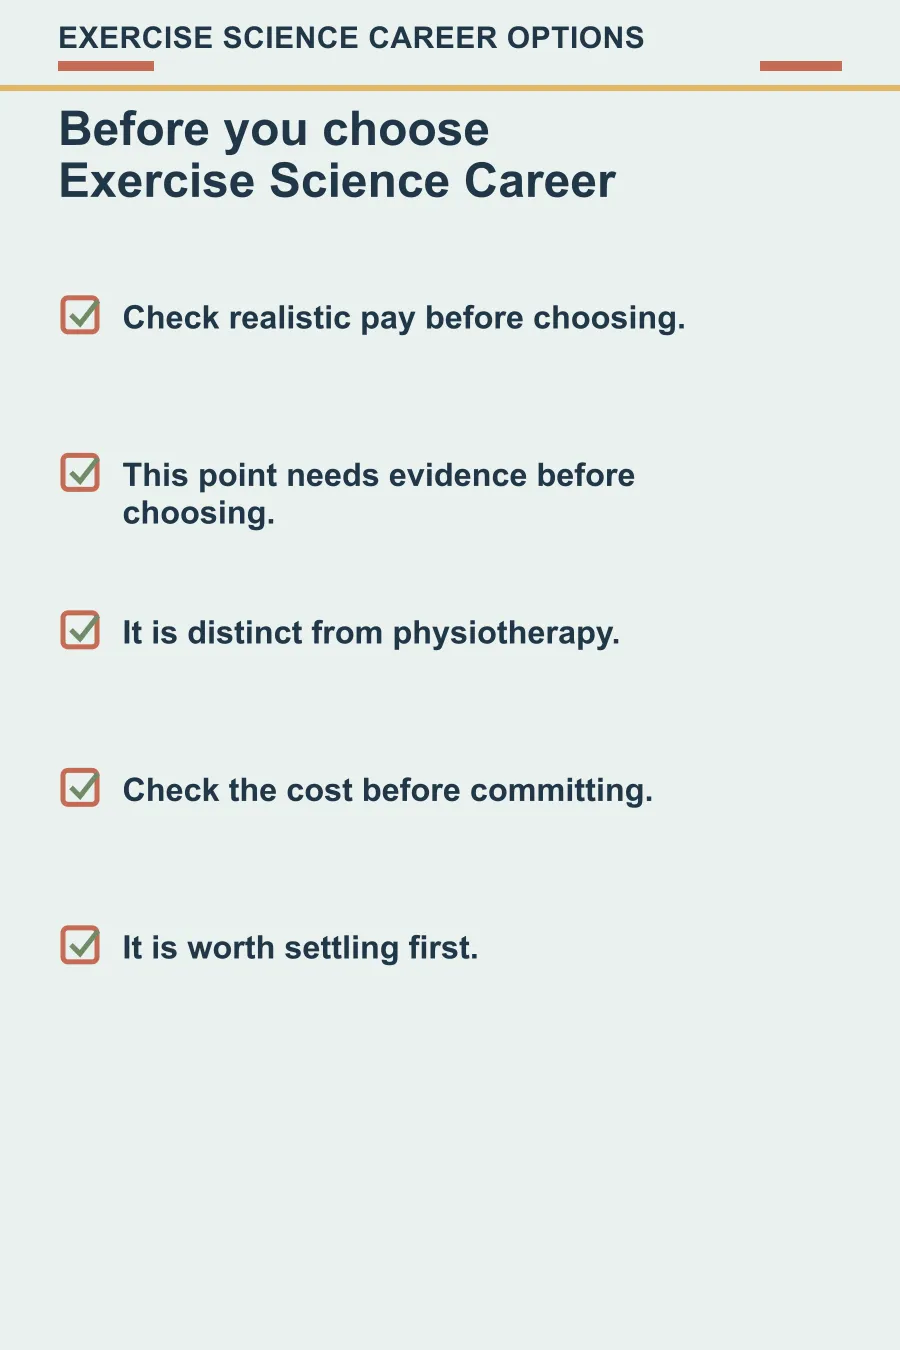 EXERCISE SCIENCE CAREER OPTIONS
Before you choose
Exercise Science Career
Check realistic pay before choosing.
This point needs evidence before
choosing.
It is distinct from physiotherapy.
Check the cost before committing.
It is worth settling first.